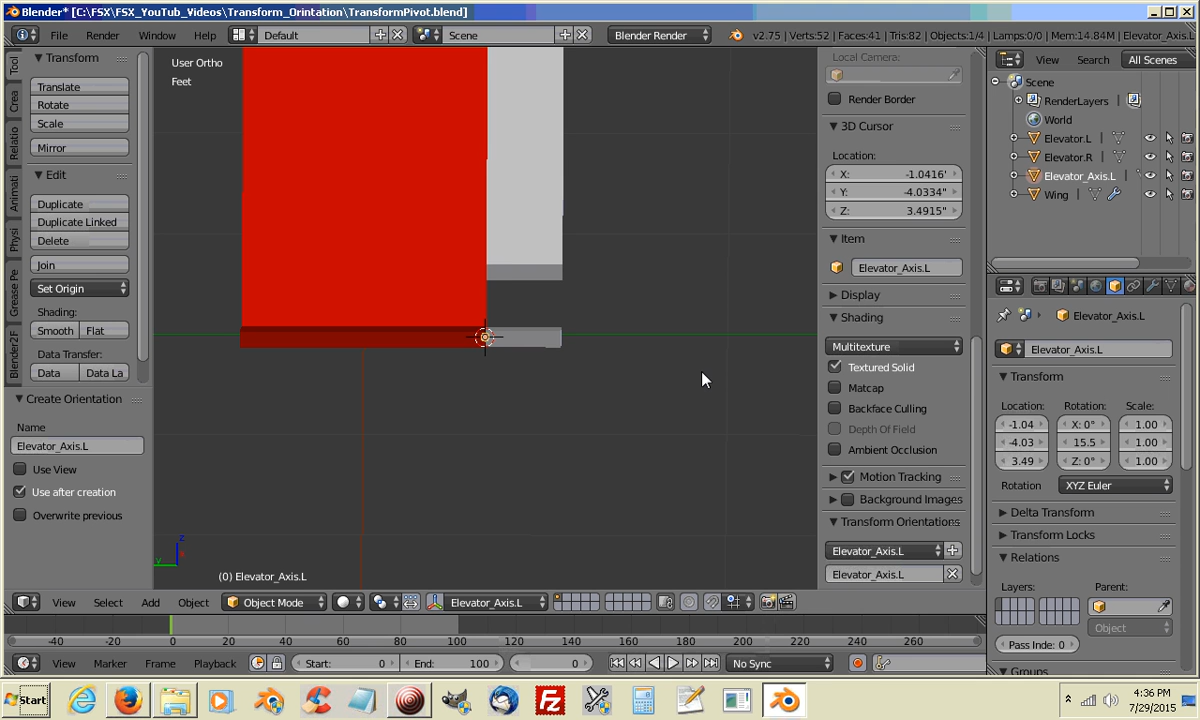 Blender* [C:\FSX\FSX_YouTub_Videos\Transform_Orintation\TransformPivot.blend]
File Render Window Help Default Scene Blender Render v2.75 | Verts:52 | Faces:41 | Tris:82 | Objects:1/4 | Lamps:0/0 | Mem:14.84M | Elevator_Axis.L
Tool
Crea
Relatio
Animati
Physi
Grease Pe
Blender2F
Transform
Translate
Rotate
Scale
Mirror
Edit
Duplicate
Duplicate Linked
Delete
Join
Set Origin
Shading:
Smooth Flat
Data Transfer:
Data Data La
Create Orientation
Name
Elevator_Axis.L
Use View
Use after creation
Overwrite previous
User Ortho
Feet
z
y
(0) Elevator_Axis.L
Local Camera:
Render Border
3D Cursor
Location:
X: -1.0416'
Y: -4.0334"
Z: 3.4915"
Item
Elevator_Axis.L
Display
Shading
Multitexture
Textured Solid
Matcap
Backface Culling
Depth Of Field
Ambient Occlusion
Motion Tracking
Background Images
Transform Orientations
Elevator_Axis.L
Elevator_Axis.L
View Search All Scenes
Scene
RenderLayers |
World
Elevator.L |
Elevator.R |
Elevator_Axis.L |
Wing |
Elevator_Axis.L
Elevator_Axis.L
Transform
Location: Rotation: Scale:
-1.04 X: 0° 1.00
-4.03 15.5 1.00
3.49 Z: 0° 1.00
Rotation XYZ Euler
Delta Transform
Transform Locks
Relations
Layers: Parent:
Object
Pass Inde: 0
Groups
View Select Add Object Object Mode Elevator_Axis.L
-40 -20 0 20 40 60 80 100 120 140 160 180 200 220 240 260
View Marker Frame Playback Start: 0 End: 100 0 No Sync
Start
4:36 PM
7/29/2015